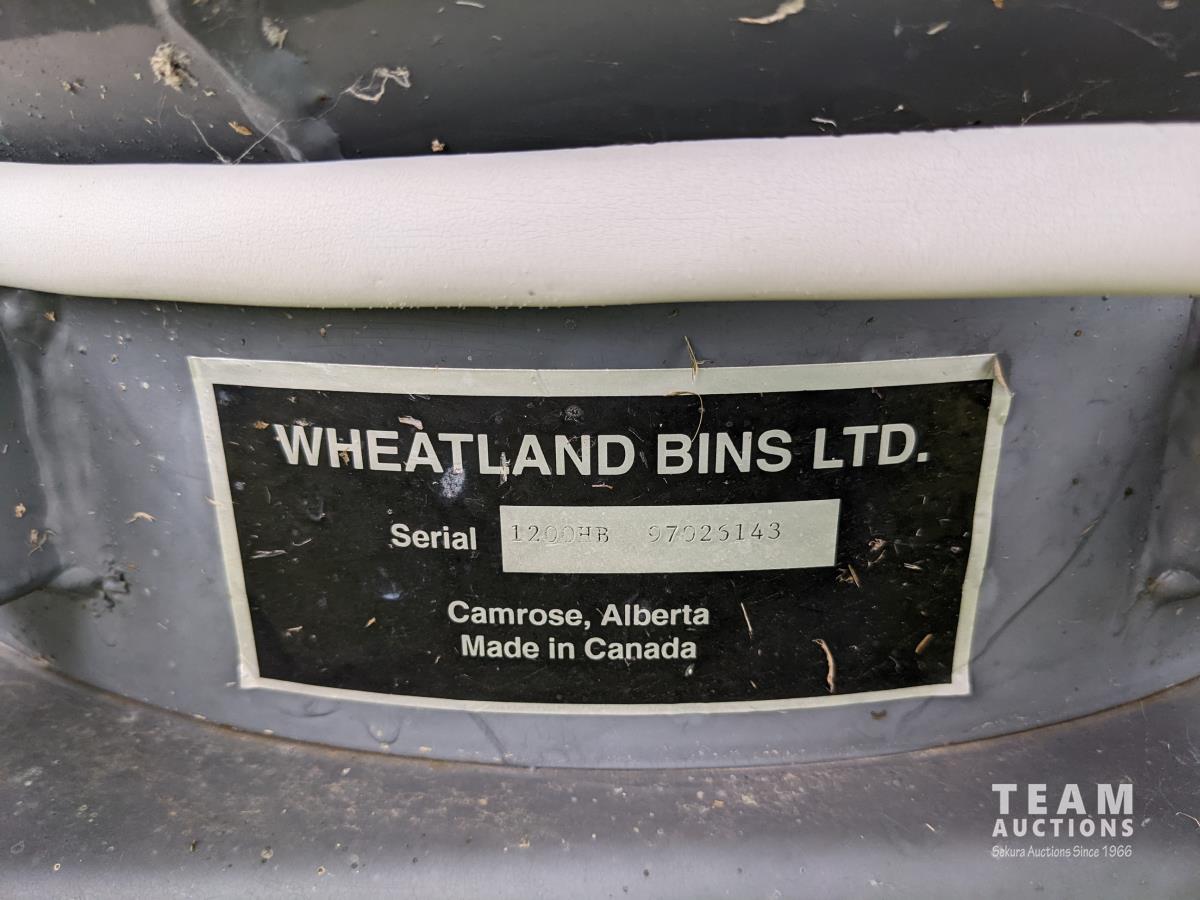 WHEATLAND BINS LTD.
Serial 1200HB 97026143
Camrose, Alberta
Made in Canada
TEAM
AUCTIONS
Sakura Auctions Since 1966